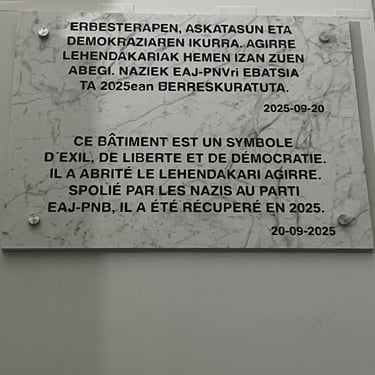 ERBESTERAPEN, ASKATASUN ETA
DEMOKRAZIAREN IKURRA. AGIRRE
LEHENDAKARIAK HEMEN IZAN ZUEN
ABEGI. NAZIEK EAJ-PNVri EBATSIA
TA 2025ean BERRESKURATUTA.
2025-09-20
CE BÂTIMENT EST UN SYMBOLE
D´EXIL, DE LIBERTE ET DE DÉMOCRATIE.
IL A ABRITÉ LE LEHENDAKARI AGIRRE.
SPOLIÉ PAR LES NAZIS AU PARTI
EAJ-PNB, IL A ÉTÉ RÉCUPERÉ EN 2025.
20-09-2025